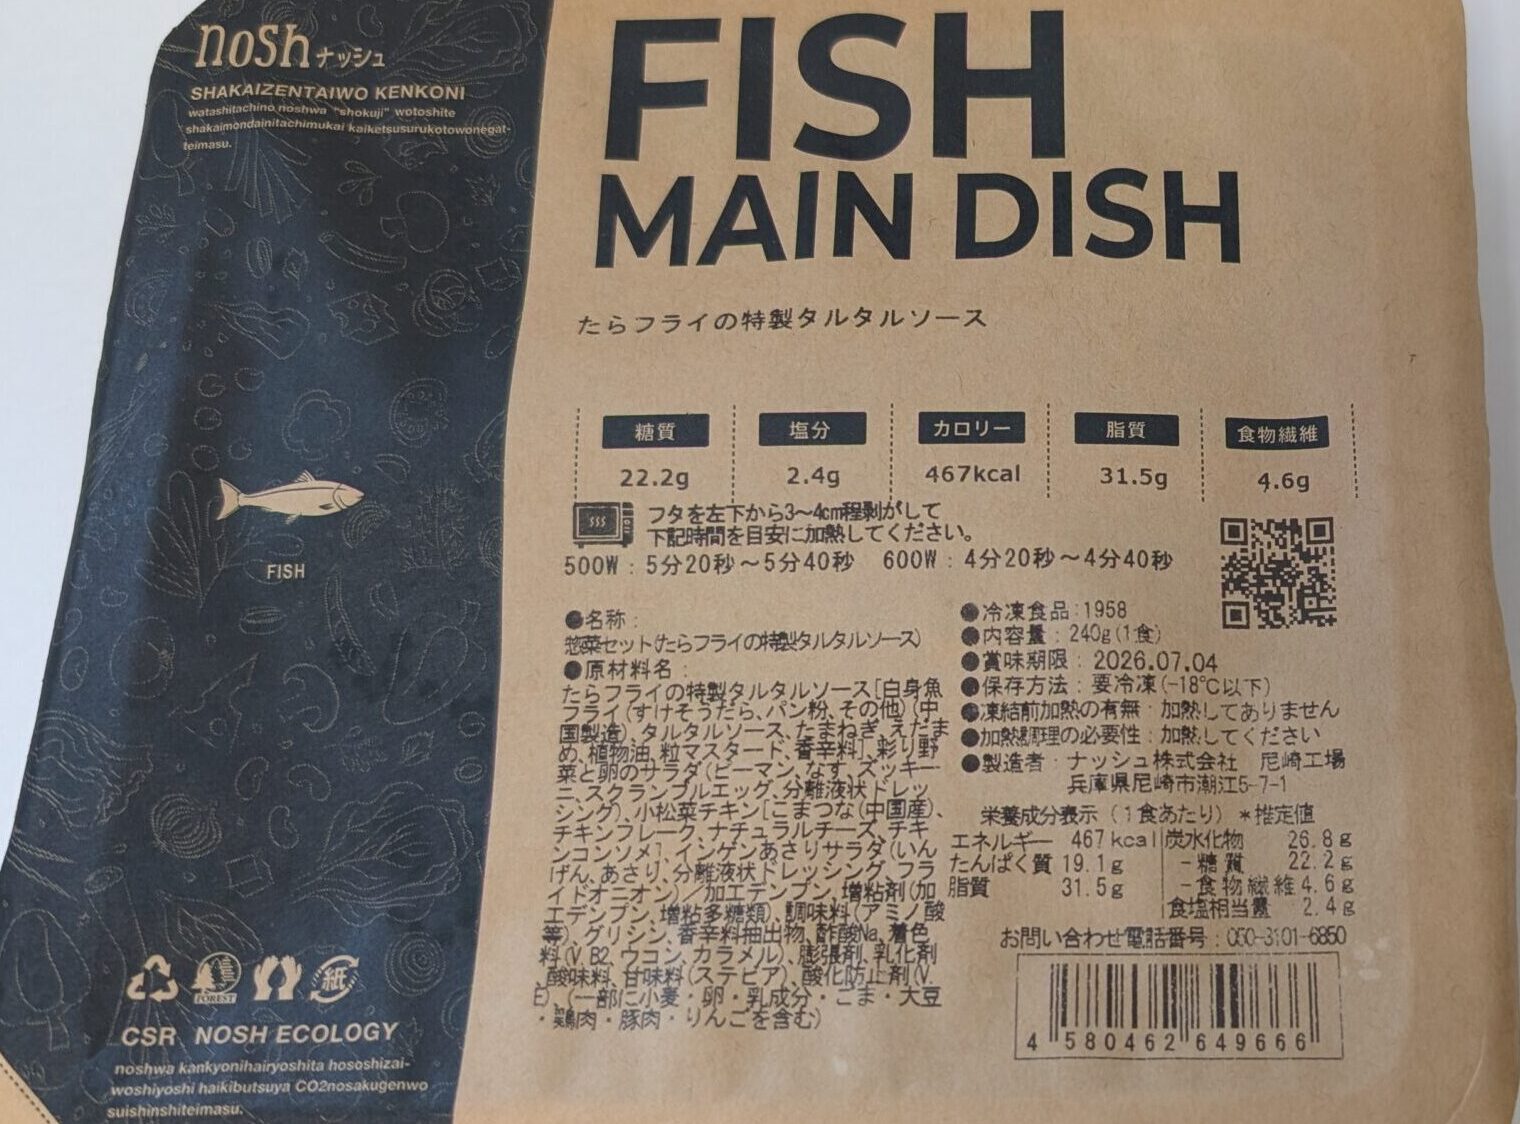 nosh ナッシュ
SHAKAIZENTAIWO KENKONI
watashitachino noshwa "shokuji" wotoshite
shakaimondainitachimukai kaiketsusurukotowonegat-
teimasu.
FISH
MAIN DISH
たらフライの特製タルタルソース
糖質 塩分 カロリー 脂質 食物繊維
22.2g 2.4g 467kcal 31.5g 4.6g
フタを左下から3〜4cm程剥がして
下記時間を目安に加熱してください。
500W : 5分20秒〜5分40秒 600W : 4分20秒〜4分40秒
FISH
●名称 :
惣菜セット(たらフライの特製タルタルソース)
●原材料名 :
たらフライの特製タルタルソース[白身魚
フライ(すけそうだら、パン粉、その他)(中
国製造)、タルタルソース、たまねぎ、えだま
め、植物油、粒マスタード、香辛料]、彩り野
菜と卵のサラダ(ピーマン、なす、ズッキー
ニ、スクランブルエッグ、分離液状ドレッ
シング)、小松菜チキン[こまつな(中国産)、
チキンフレーク、ナチュラルチーズ、チキ
ンコンソメ]、インゲンあさりサラダ(いん
げん、あさり、分離液状ドレッシング、フラ
イドオニオン)/加工デンプン、増粘剤(加
工デンプン、増粘多糖類)、調味料(アミノ酸
等)、グリシン、香辛料抽出物、酢酸Na、着色
料(V.B2、ウコン、カラメル)、膨張剤、乳化剤
、酸味料、甘味料(ステビア)、酸化防止剤(V.
E)、(一部に小麦・卵・乳成分・ごま・大豆
・鶏肉・豚肉・りんごを含む)
●冷凍食品 : 1958
●内容量 : 240g(1食)
●賞味期限 : 2026.07.04
●保存方法 : 要冷凍(-18℃以下)
●凍結前加熱の有無 : 加熱してありません
●加熱調理の必要性 : 加熱してください
●製造者 : ナッシュ株式会社 尼崎工場
兵庫県尼崎市潮江5-7-1
栄養成分表示(1食あたり)*推定値
エネルギー 467kcal 炭水化物 26.8g
たんぱく質 19.1g -糖質 22.2g
脂質 31.5g -食物繊維 4.6g
食塩相当量 2.4g
お問い合わせ電話番号 : 050-3101-6850
4 580462 649666
FOREST
紙
CSR NOSH ECOLOGY
noshwa kankyonihairyoshita hososhizai-
woshiyoshi haikibutsuya CO2nosakugenwo
suishinshiteimasu.